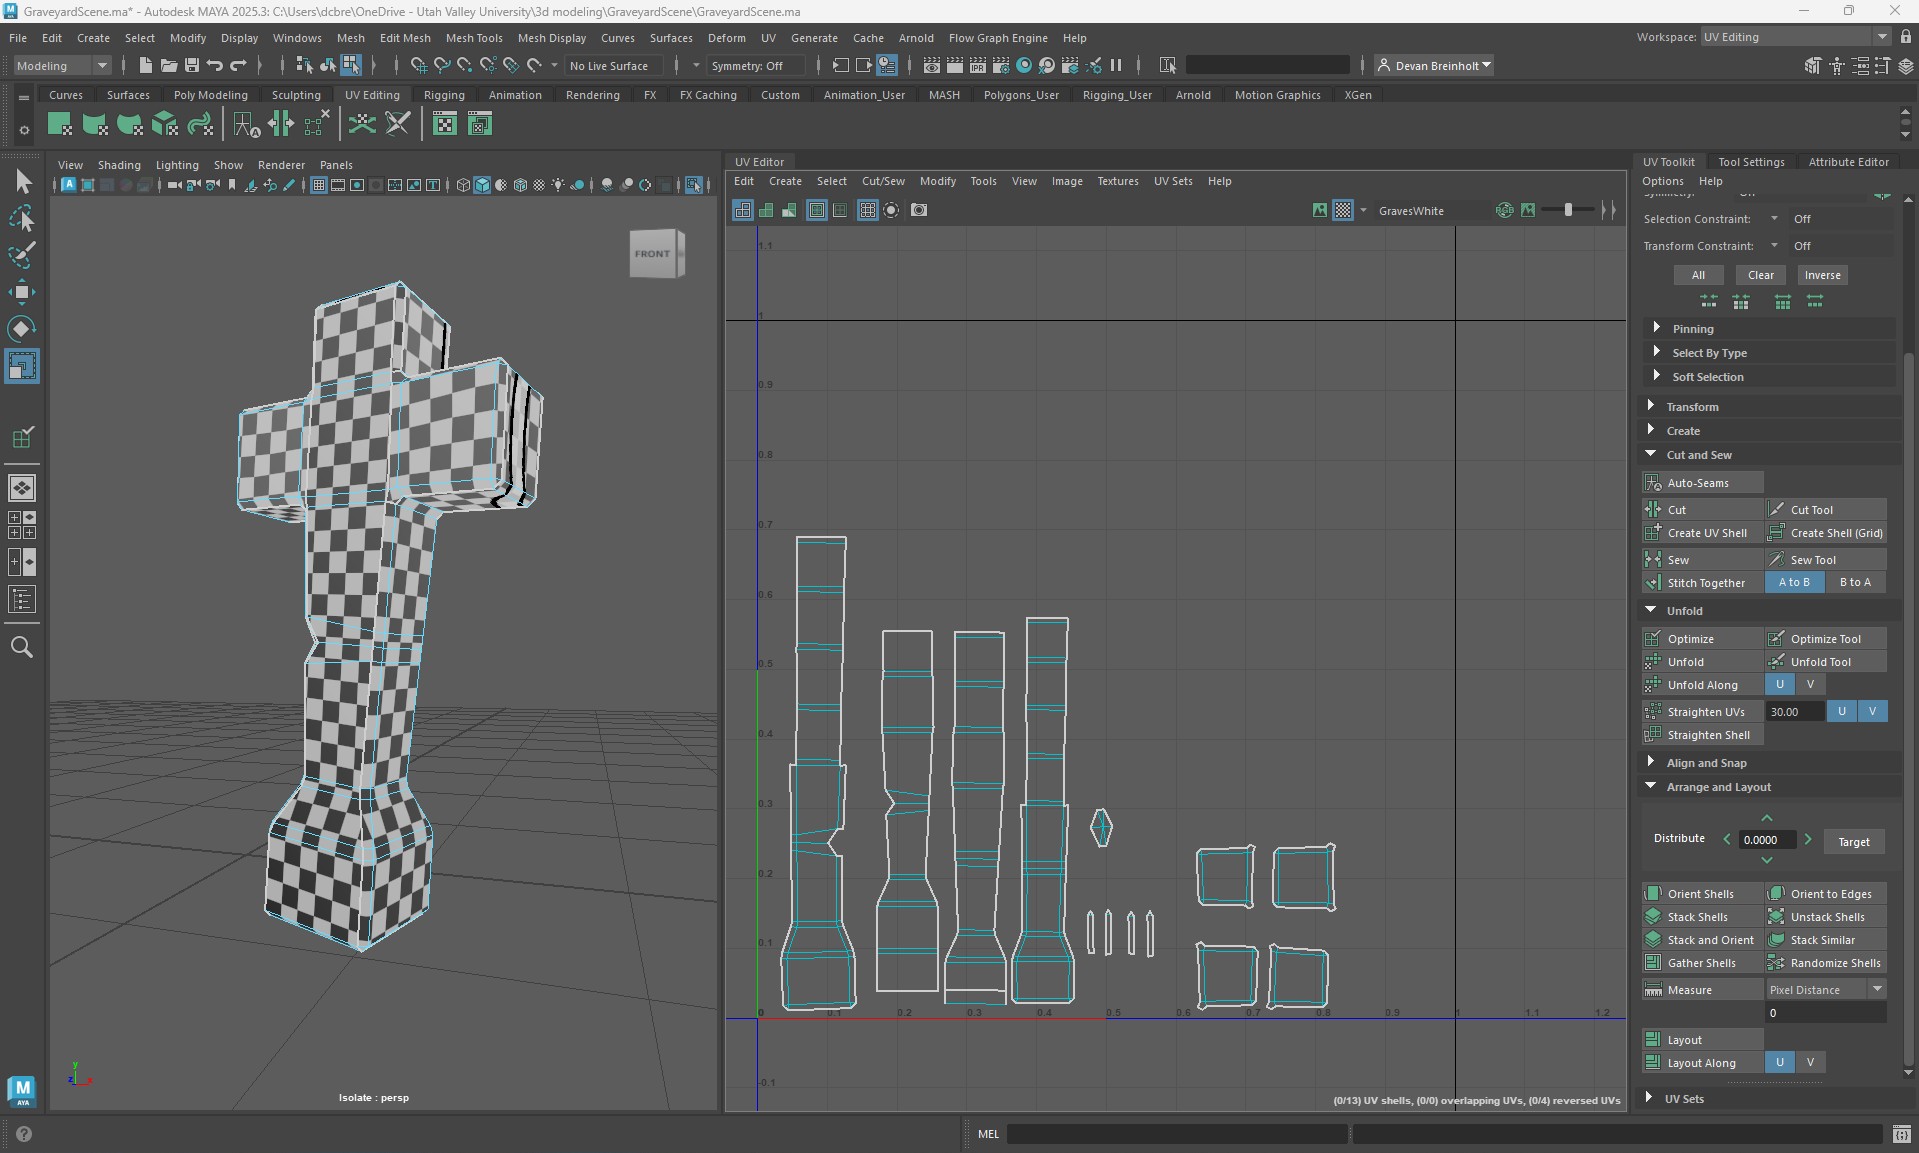 GraveyardScene.ma* - Autodesk MAYA 2025.3: C:\Users\dcbre\OneDrive - Utah Valley University\3d modeling\GraveyardScene\GraveyardScene.ma
File Edit Create Select Modify Display Windows Mesh Edit Mesh Mesh Tools Mesh Display Curves Surfaces Deform UV Generate Cache Arnold Flow Graph Engine Help
Workspace: UV Editing
Modeling No Live Surface Symmetry: Off IPR Devan Breinholt
Curves Surfaces Poly Modeling Sculpting UV Editing Rigging Animation Rendering FX FX Caching Custom Animation_User MASH Polygons_User Rigging_User Arnold Motion Graphics XGen
View Shading Lighting Show Renderer Panels
FRONT
Isolate : persp
y
z x
UV Editor
Edit Create Select Cut/Sew Modify Tools View Image Textures UV Sets Help
GravesWhite RGB
1.1
1
0.9
0.8
0.7
0.6
0.5
0.4
0.3
0.2
0.1
0 0.1 0.2 0.3 0.4 0.5 0.6 0.7 0.8 0.9 1 1.1 1.2
-0.1
(0/13) UV shells, (0/0) overlapping UVs, (0/4) reversed UVs
UV Toolkit Tool Settings Attribute Editor
Options Help
Selection Constraint: Off
Transform Constraint: Off
All Clear Inverse
Pinning
Select By Type
Soft Selection
Transform
Create
Cut and Sew
Auto-Seams
Cut Cut Tool
Create UV Shell Create Shell (Grid)
Sew Sew Tool
Stitch Together A to B B to A
Unfold
Optimize Optimize Tool
Unfold Unfold Tool
Unfold Along U V
Straighten UVs 30.00 U V
Straighten Shell
Align and Snap
Arrange and Layout
Distribute 0.0000 Target
Orient Shells Orient to Edges
Stack Shells Unstack Shells
Stack and Orient Stack Similar
Gather Shells Randomize Shells
Measure Pixel Distance
0
Layout
Layout Along U V
UV Sets
M
AYA
MEL